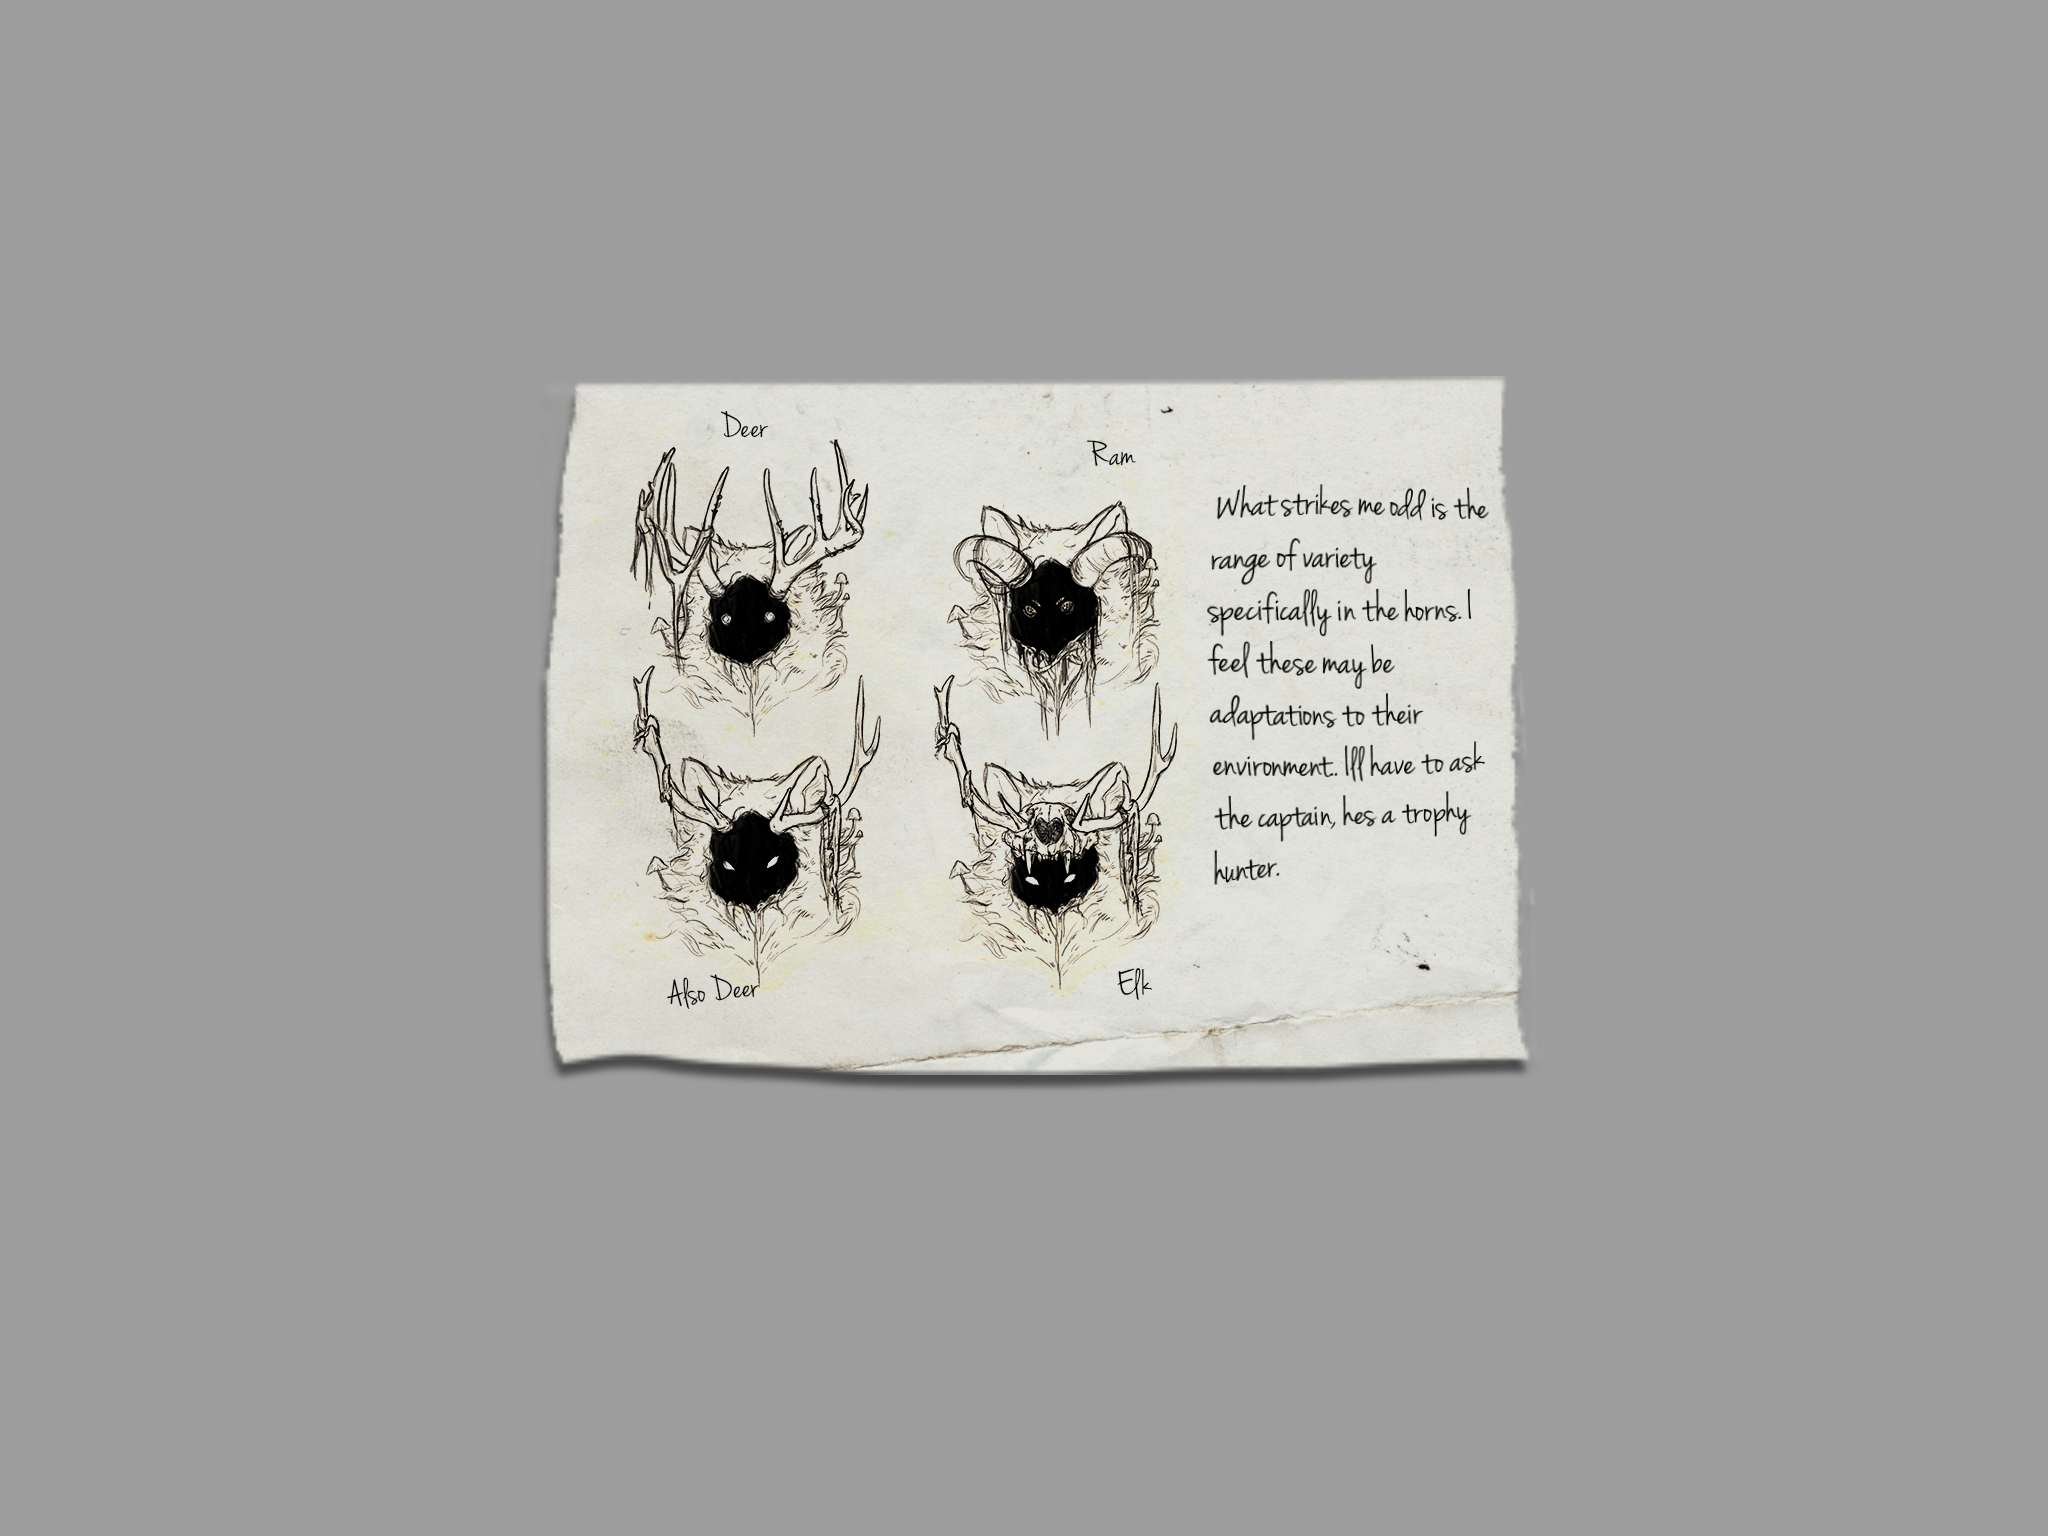 Deer
Ram
What strikes me odd is the
range of variety
specifically in the horns. I
feel these may be
adaptations to their
environment. Ill have to ask
the captain, hes a trophy
hunter.
Also Deer
Elk